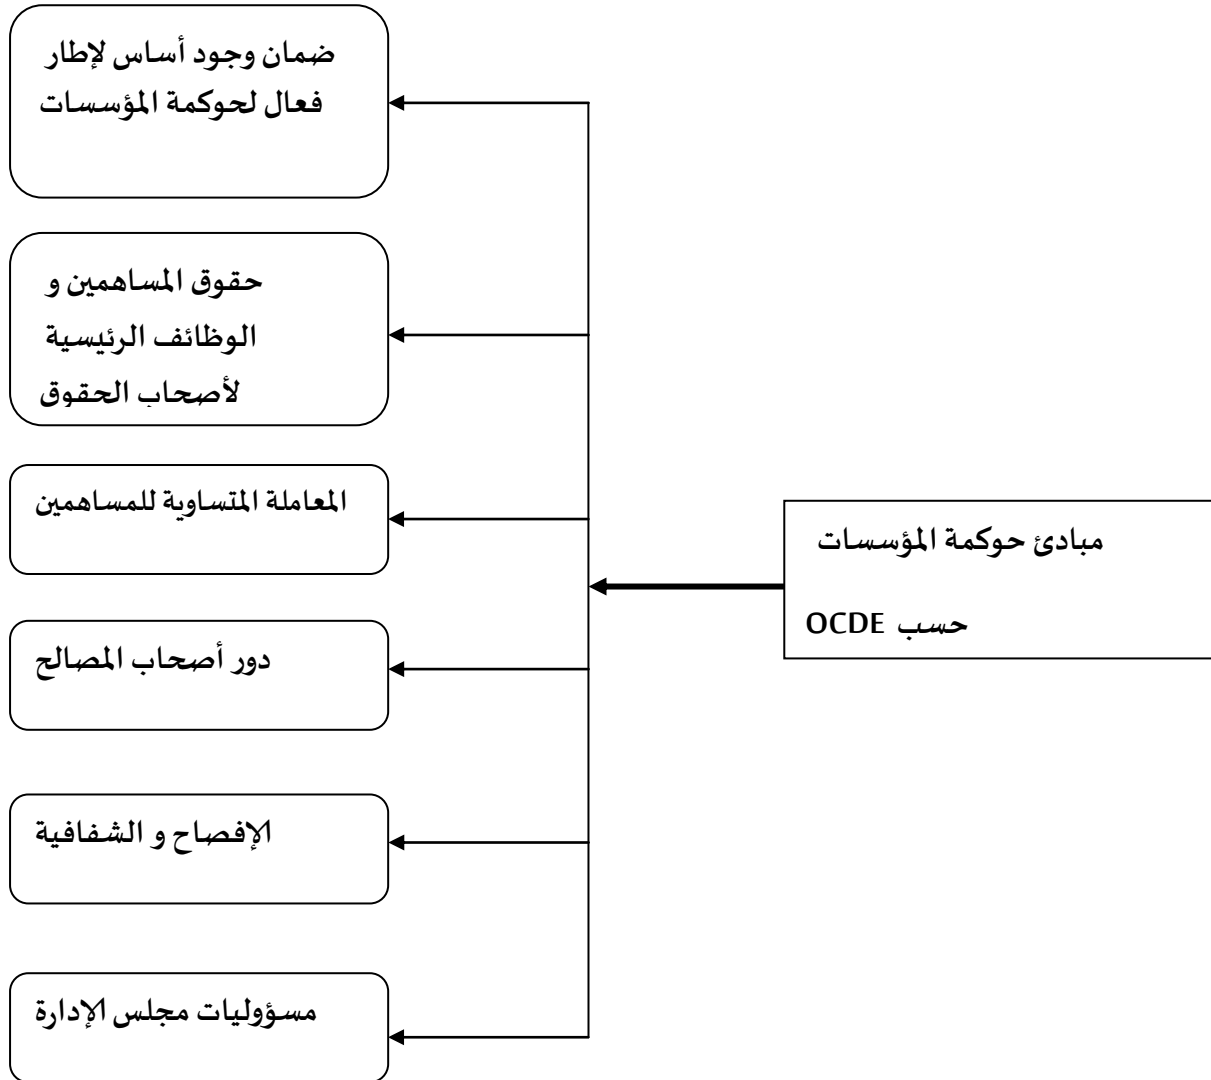 مبادئ حوكمة المؤسسات
حسب OCDE
ضمان وجود أساس لإطار
فعال لحوكمة المؤسسات
حقوق المساهمين و
الوظائف الرئيسية
لأصحاب الحقوق
المعاملة المتساوية للمساهمين
دور أصحاب المصالح
الإفصاح و الشفافية
مسؤوليات مجلس الإدارة